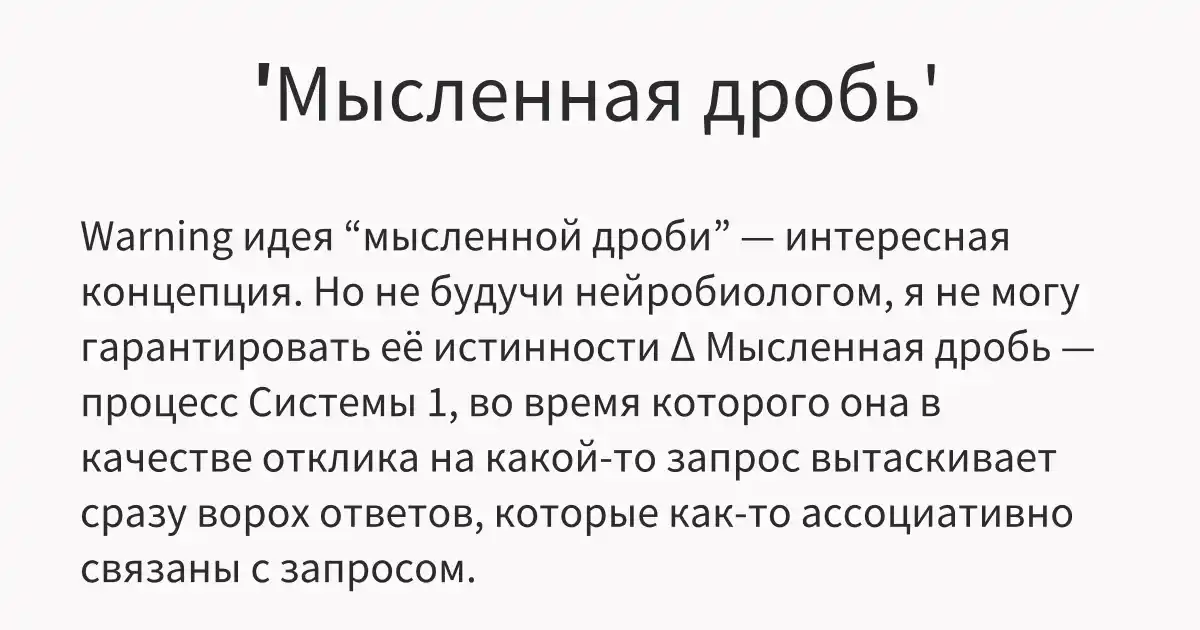 'Мысленная дробь'
Warning идея “мысленной дроби” — интересная
концепция. Но не будучи нейробиологом, я не могу
гарантировать её истинности Δ Мысленная дробь —
процесс Системы 1, во время которого она в
качестве отклика на какой-то запрос вытаскивает
сразу ворох ответов, которые как-то ассоциативно
связаны с запросом.